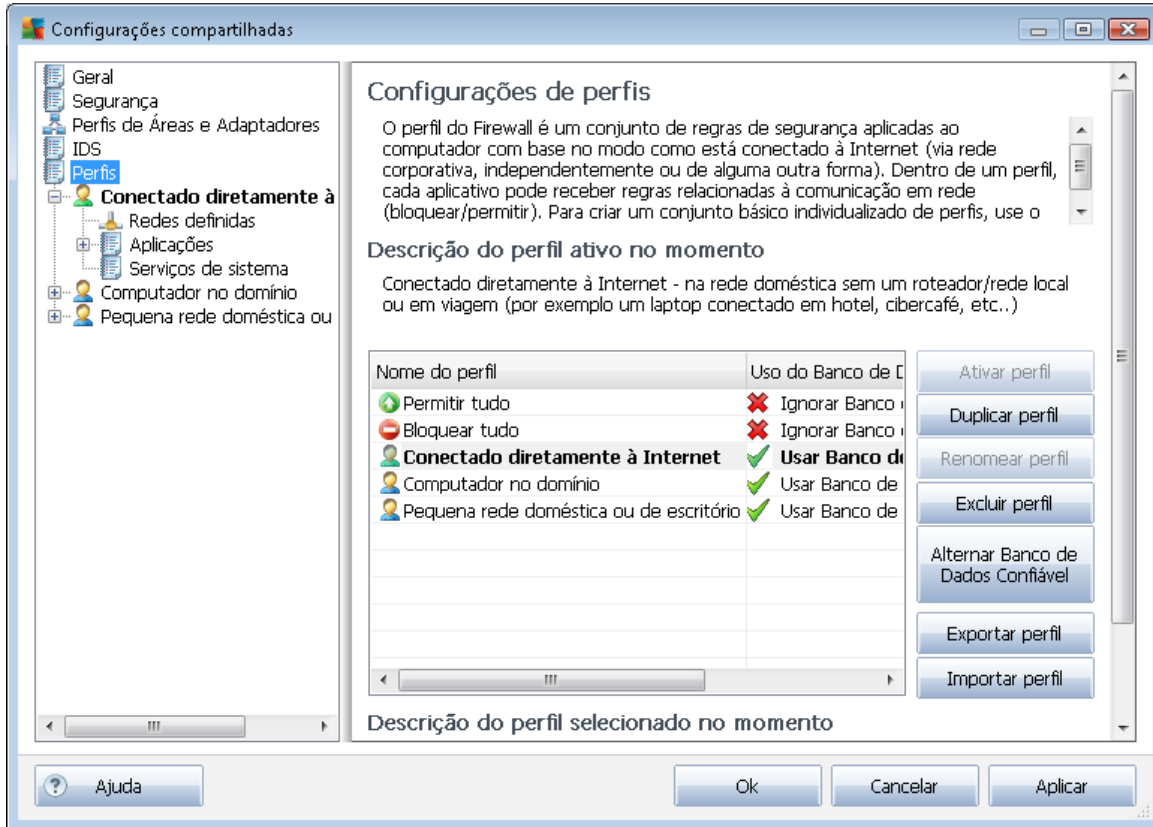 Configurações compartilhadas
Geral
Segurança
Perfis de Áreas e Adaptadores
IDS
Perfis
Conectado diretamente à
Redes definidas
Aplicações
Serviços de sistema
Computador no domínio
Pequena rede doméstica ou
Configurações de perfis
O perfil do Firewall é um conjunto de regras de segurança aplicadas ao
computador com base no modo como está conectado à Internet (via rede
corporativa, independentemente ou de alguma outra forma). Dentro de um perfil,
cada aplicativo pode receber regras relacionadas à comunicação em rede
(bloquear/permitir). Para criar um conjunto básico individualizado de perfis, use o
Descrição do perfil ativo no momento
Conectado diretamente à Internet - na rede doméstica sem um roteador/rede local
ou em viagem (por exemplo um laptop conectado em hotel, cibercafé, etc..)
Nome do perfil Uso do Banco de
Permitir tudo Ignorar Banco
Bloquear tudo Ignorar Banco
Conectado diretamente à Internet Usar Banco de
Computador no domínio Usar Banco de
Pequena rede doméstica ou de escritório Usar Banco de
Ativar perfil
Duplicar perfil
Renomear perfil
Excluir perfil
Alternar Banco de
Dados Confiável
Exportar perfil
Importar perfil
Descrição do perfil selecionado no momento
? Ajuda
Ok
Cancelar
Aplicar